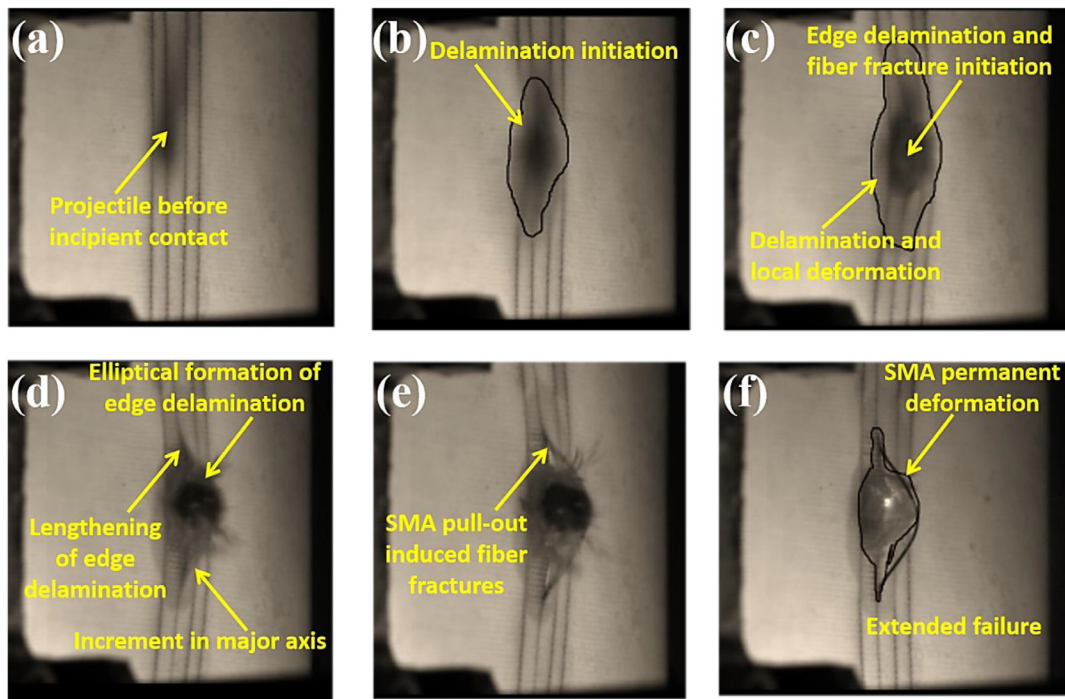 (a)
Projectile before
incipient contact
(b)
Delamination initiation
(c)
Edge delamination and
fiber fracture initiation
Delamination and
local deformation
(d)
Elliptical formation of
edge delamination
Lengthening
of edge
delamination
Increment in major axis
(e)
SMA pull-out
induced fiber
fractures
(f)
SMA permanent
deformation
Extended failure